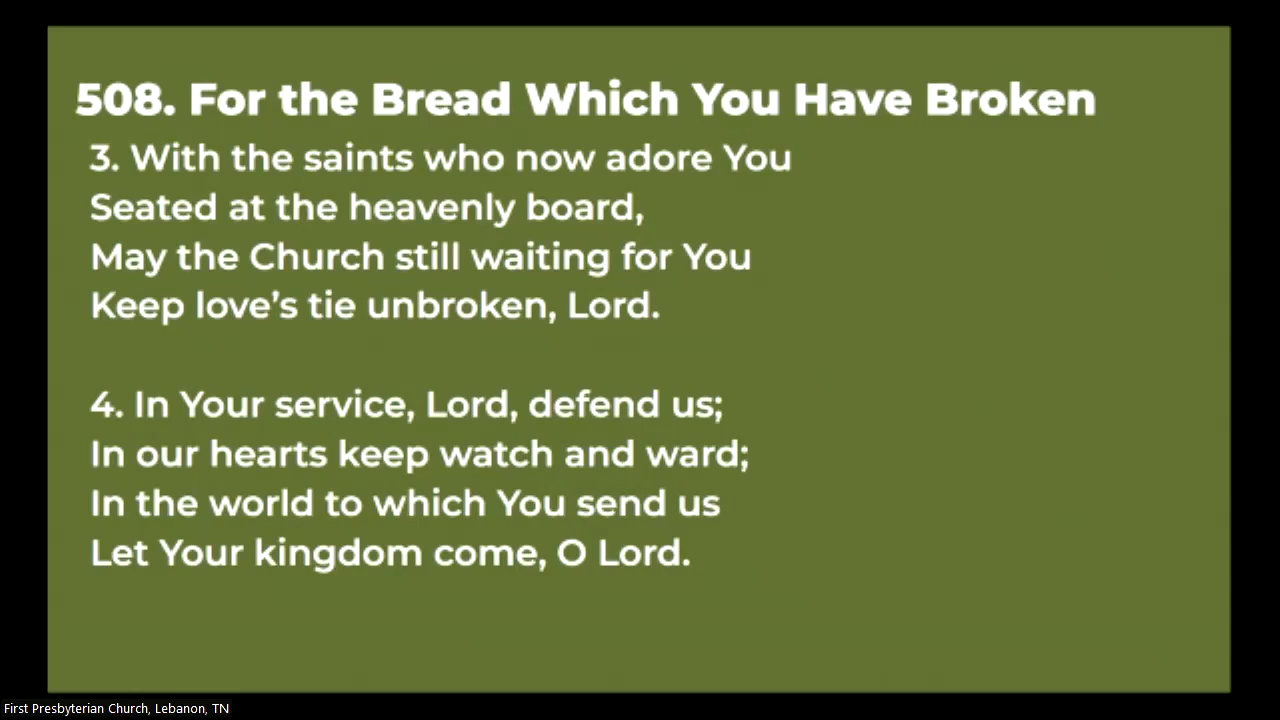 508. For the Bread Which You Have Broken
3. With the saints who now adore You
Seated at the heavenly board,
May the Church still waiting for You
Keep love’s tie unbroken, Lord.
4. In Your service, Lord, defend us;
In our hearts keep watch and ward;
In the world to which You send us
Let Your kingdom come, O Lord.
First Presbyterian Church, Lebanon, TN